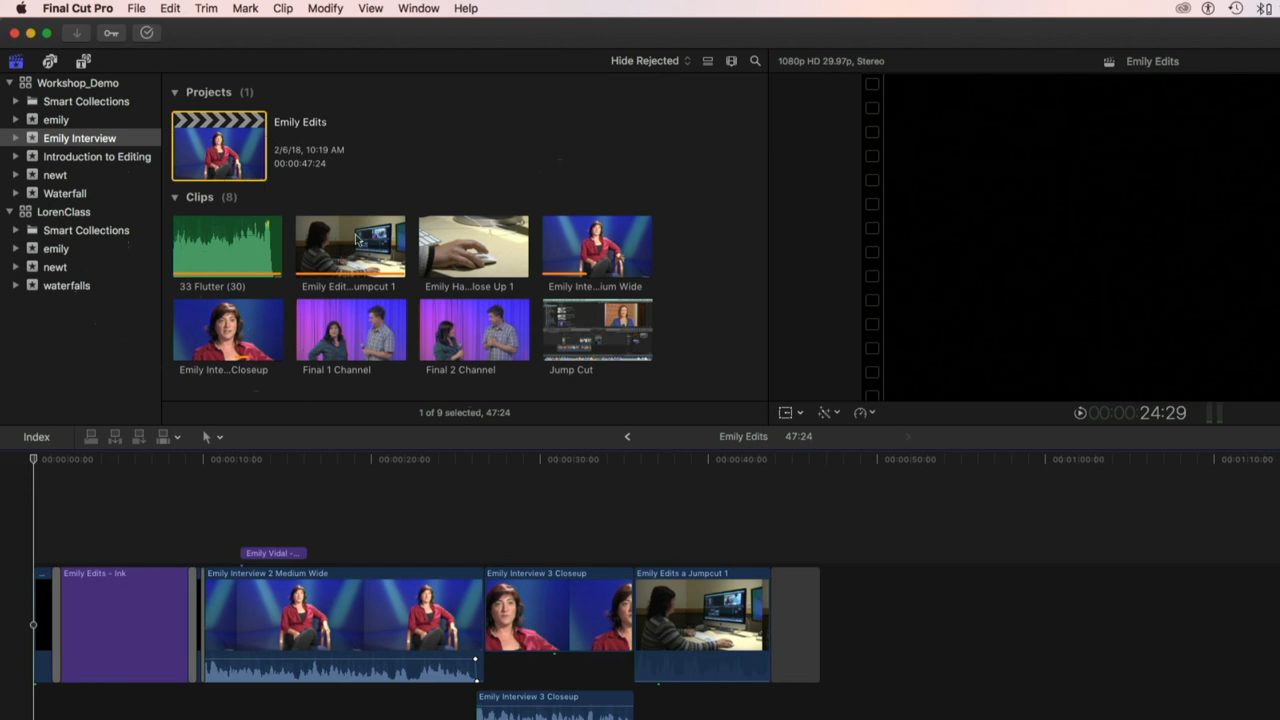 Final Cut Pro File Edit Trim Mark Clip Modify View Window Help
Hide Rejected
1080p HD 29.97p, Stereo
Emily Edits
Workshop_Demo
Smart Collections
emily
Emily Interview
Introduction to Editing
newt
Waterfall
LorenClass
Smart Collections
emily
newt
waterfalls
Projects (1)
Emily Edits
2/6/18, 10:19 AM
00:00:47:24
Clips (8)
33 Flutter (30)
Emily Edit...umpcut 1
Emily Ha...lose Up 1
Emily Inte...ium Wide
Emily Inte...Closeup
Final 1 Channel
Final 2 Channel
Jump Cut
1 of 9 selected, 47:24
00:00:24:29
Index
Emily Edits 47:24
00:00:00:00 00:00:10:00 00:00:20:00 00:00:30:00 00:00:40:00 00:00:50:00 00:01:00:00 00:01:10:00
Emily Vidal -...
... Emily Edits - Ink Emily Interview 2 Medium Wide Emily Interview 3 Closeup Emily Edits a Jumpcut 1
Emily Interview 3 Closeup